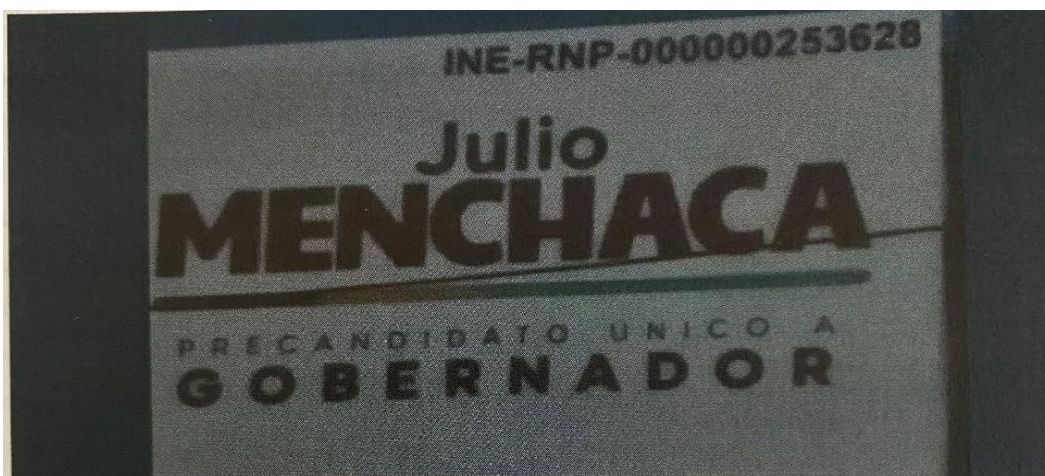 INE-RNP-000000253628
Julio
MENCHACA
PRECANDIDATO UNICO A
GOBERNADOR